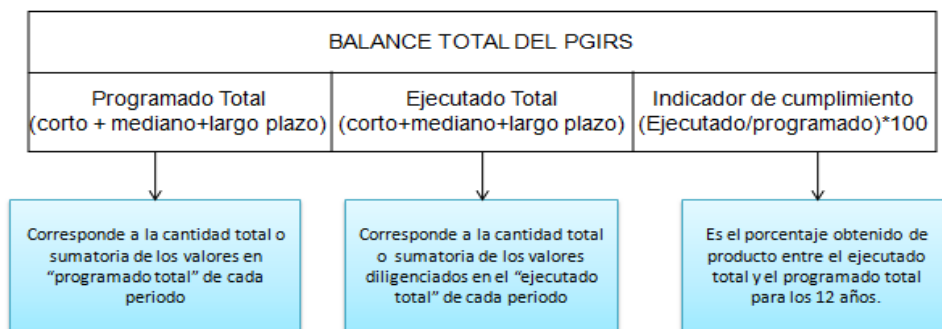 BALANCE TOTAL DEL PGIRS
Programado Total
(corto + mediano+largo plazo)
Ejecutado Total
(corto+mediano+largo plazo)
Indicador de cumplimiento
(Ejecutado/programado)*100
Corresponde a la cantidad total o
sumatoria de los valores en
“programado total” de cada
periodo
Corresponde a la cantidad total
o sumatoria de los valores
diligenciados en el “ejecutado
total” de cada periodo
Es el porcentaje obtenido de
producto entre el ejecutado
total y el programado total
para los 12 años.